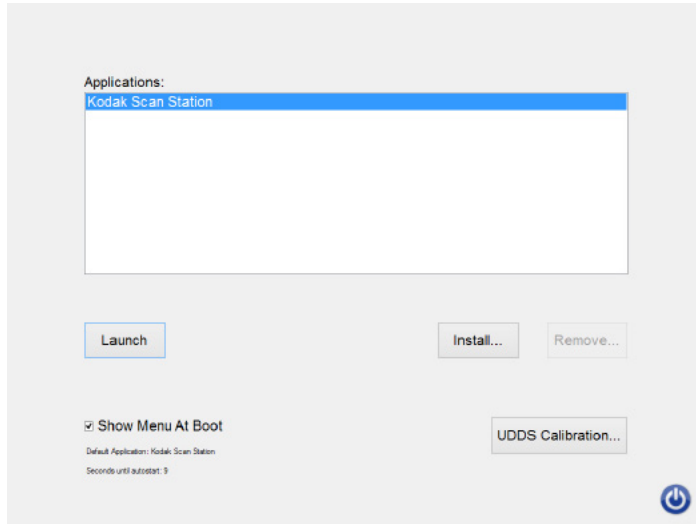 Applications:
Kodak Scan Station
Launch
Install...
Remove...
Show Menu At Boot
Default Application: Kodak Scan Station
Seconds until autostart: 9
UDDS Calibration...